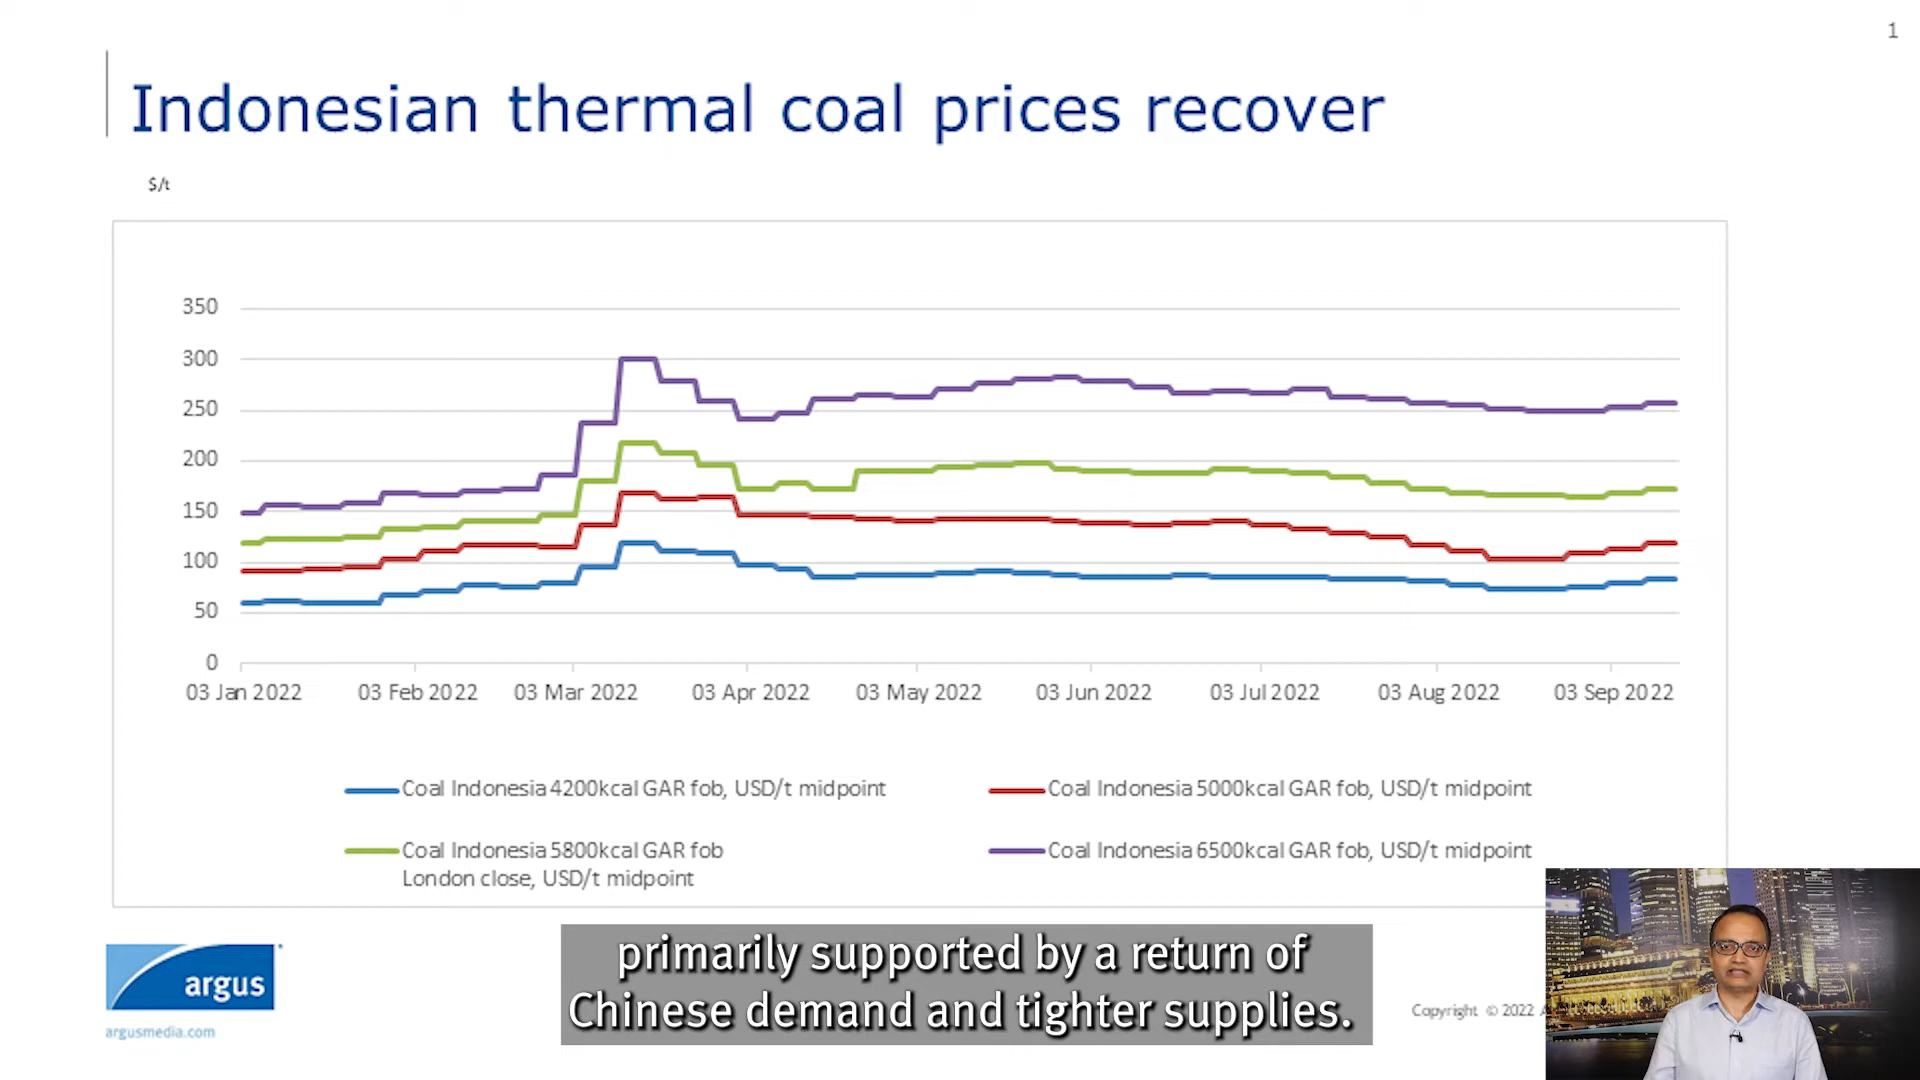 1
Indonesian thermal coal prices recover
$/t
350
300
250
200
150
100
50
0
03 Jan 2022 03 Feb 2022 03 Mar 2022 03 Apr 2022 03 May 2022 03 Jun 2022 03 Jul 2022 03 Aug 2022 03 Sep 2022
Coal Indonesia 4200kcal GAR fob, USD/t midpoint
Coal Indonesia 5000kcal GAR fob, USD/t midpoint
Coal Indonesia 5800kcal GAR fob
London close, USD/t midpoint
Coal Indonesia 6500kcal GAR fob, USD/t midpoint
argus
argusmedia.com
primarily supported by a return of
Chinese demand and tighter supplies.
Copyright © 2022